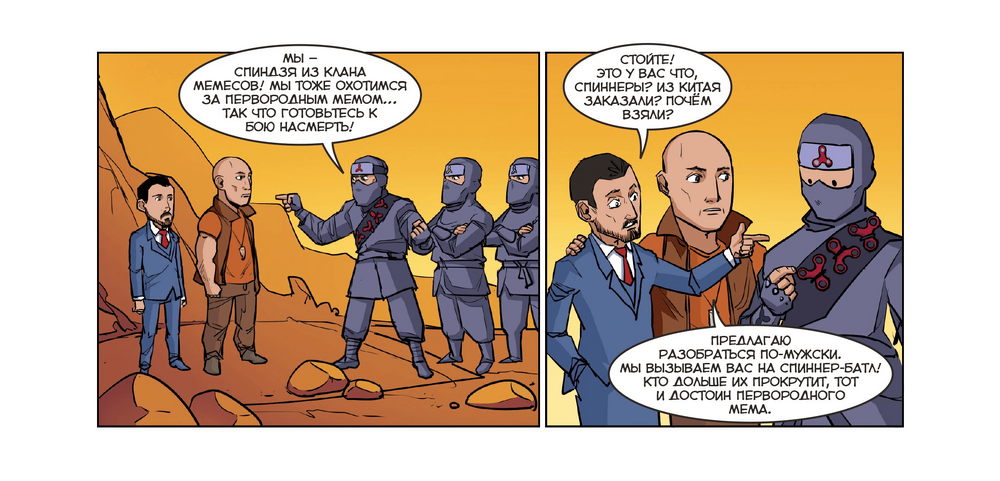 МЫ –
СПИНДЗЯ ИЗ КЛАНА
МЕМЕСОВ! МЫ ТОЖЕ ОХОТИМСЯ
ЗА ПЕРВОРОДНЫМ МЕМОМ...
ТАК ЧТО ГОТОВЬТЕСЬ К
БОЮ НАСМЕРТЬ!
СТОЙТЕ!
ЭТО У ВАС ЧТО,
СПИННЕРЫ? ИЗ КИТАЯ
ЗАКАЗАЛИ? ПОЧЁМ
ВЗЯЛИ?
ПРЕДЛАГАЮ
РАЗОБРАТЬСЯ ПО-МУЖСКИ.
МЫ ВЫЗЫВАЕМ ВАС НА СПИННЕР-БАТЛ!
КТО ДОЛЬШЕ ИХ ПРОКРУТИТ, ТОТ
И ДОСТОИН ПЕРВОРОДНОГО
МЕМА.